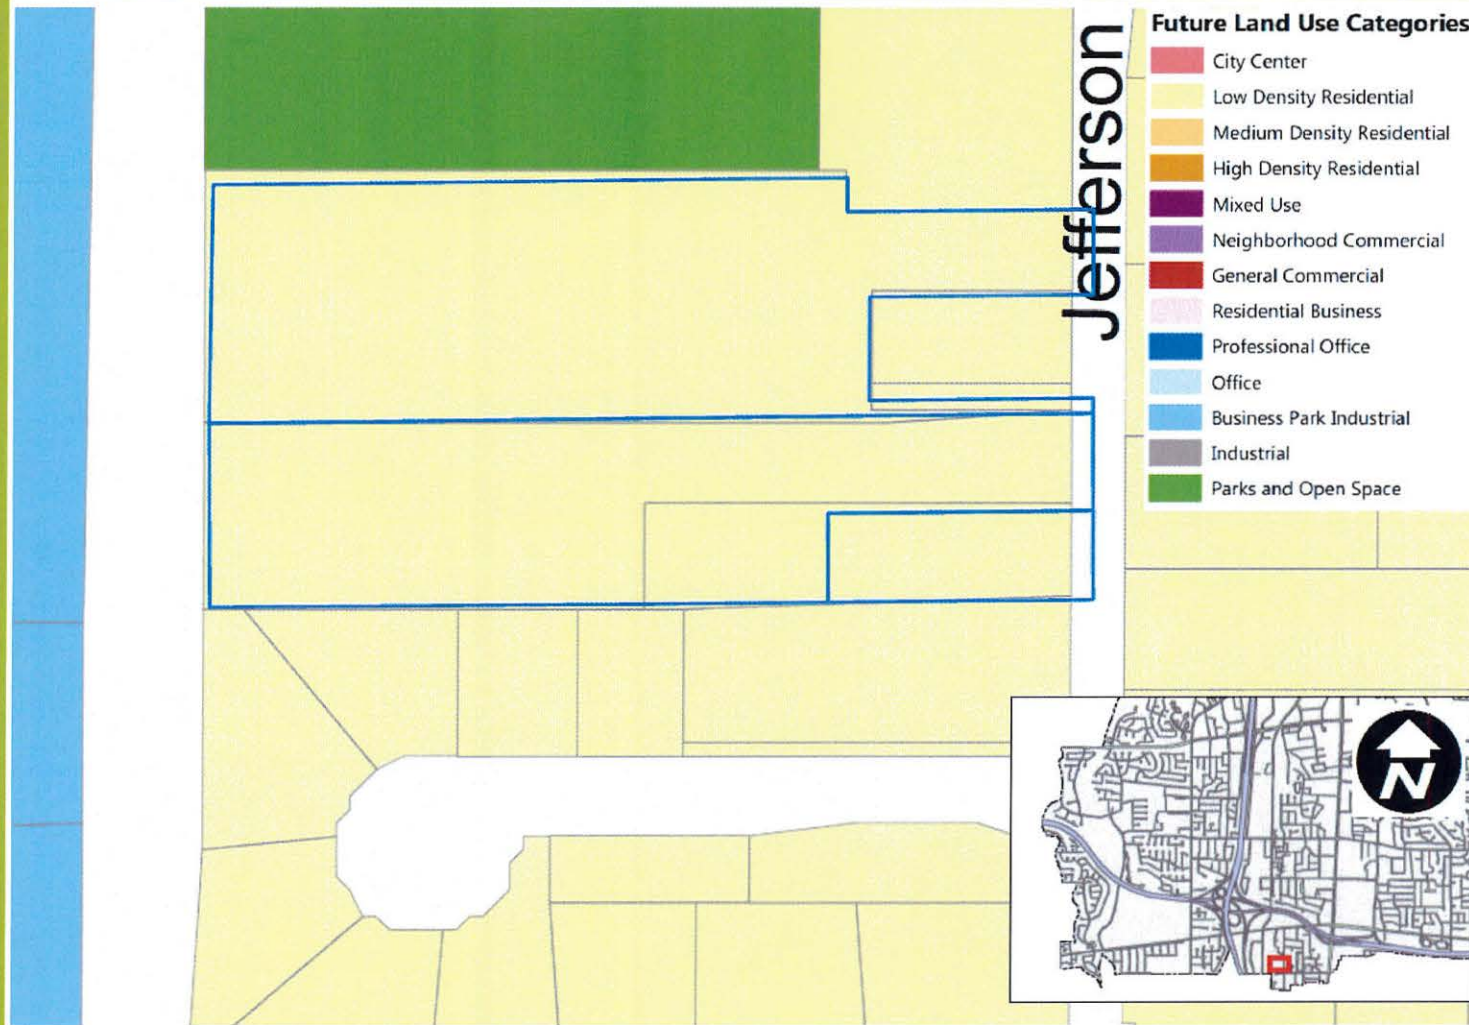 Jefferson
Future Land Use Categories
City Center
Low Density Residential
Medium Density Residential
High Density Residential
Mixed Use
Neighborhood Commercial
General Commercial
Residential Business
Professional Office
Office
Business Park Industrial
Industrial
Parks and Open Space
N